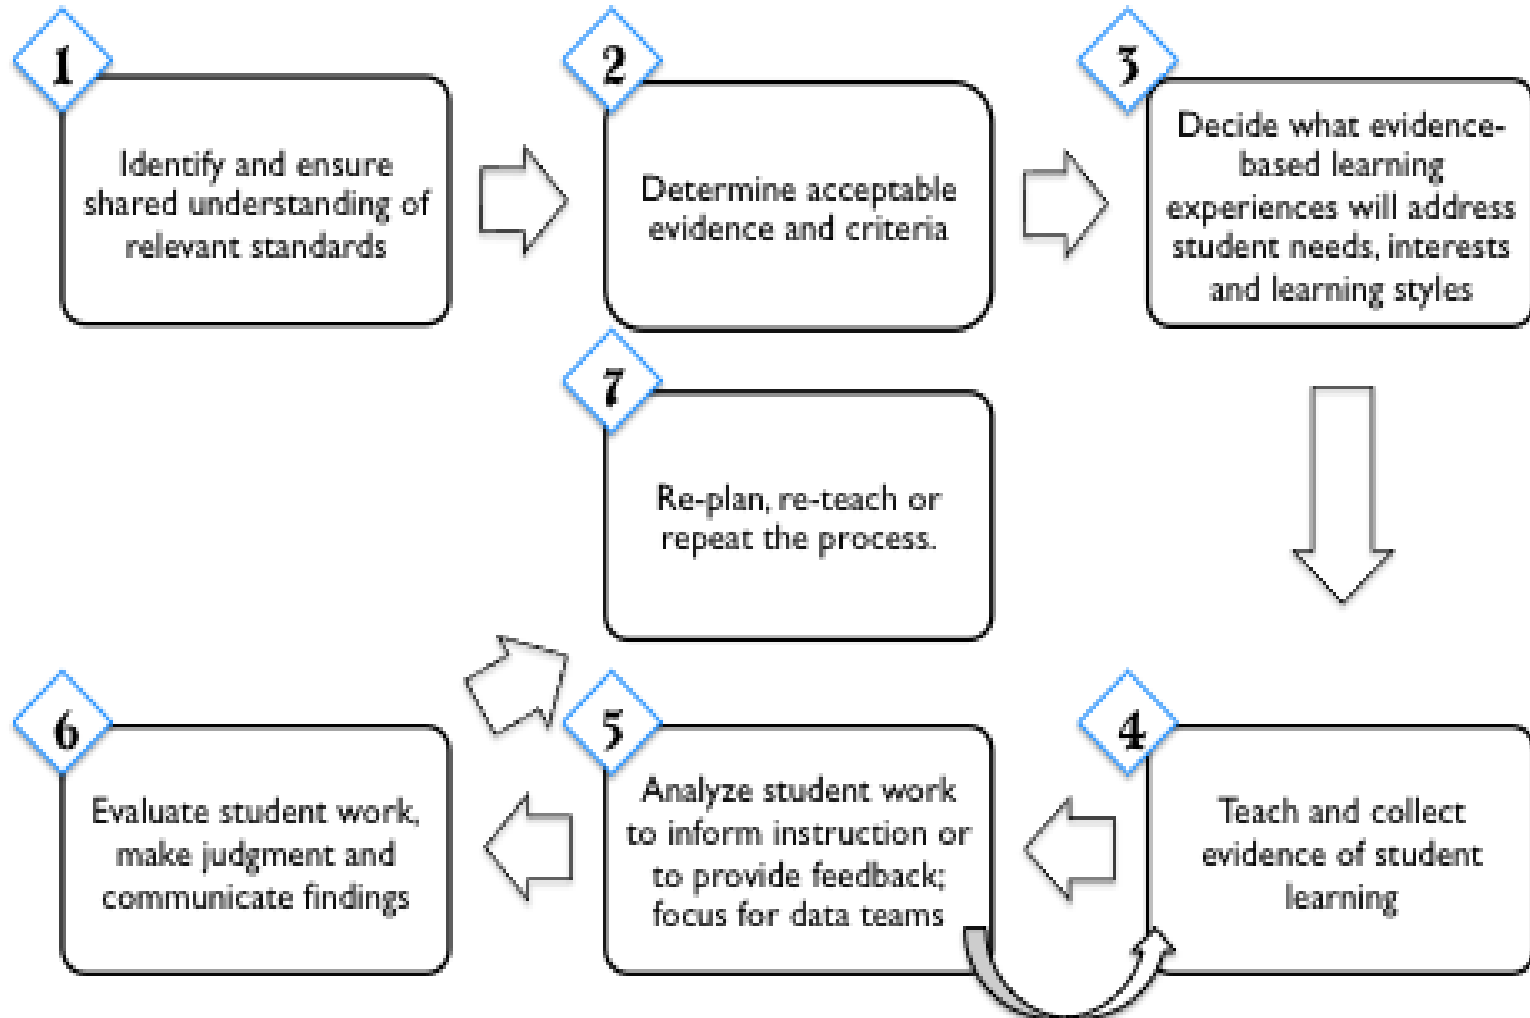 1
Identify and ensure
shared understanding of
relevant standards
2
Determine acceptable
evidence and criteria
3
Decide what evidence-
based learning
experiences will address
student needs, interests
and learning styles
7
Re-plan, re-teach or
repeat the process.
6
Evaluate student work,
make judgment and
communicate findings
5
Analyze student work
to inform instruction or
to provide feedback;
focus for data teams
4
Teach and collect
evidence of student
learning